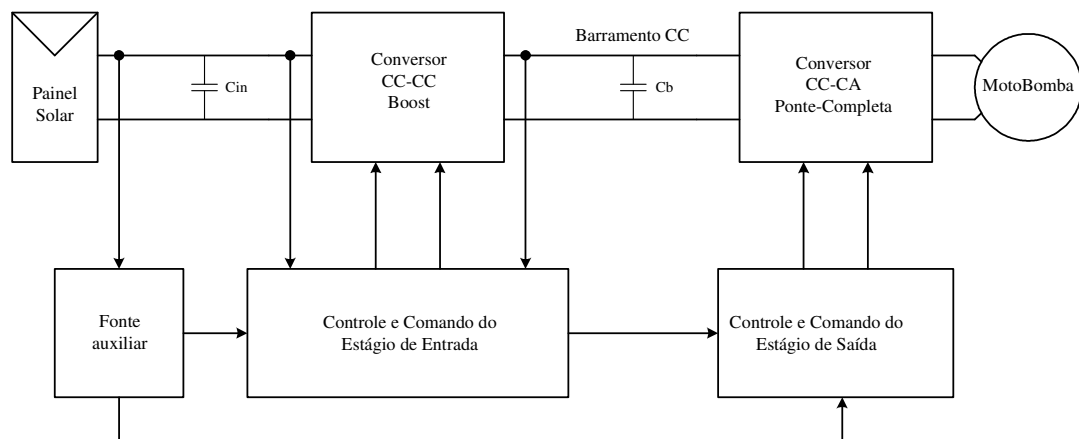 Painel
Solar
Cin
Conversor
CC-CC
Boost
Barramento CC
Cb
Conversor
CC-CA
Ponte-Completa
MotoBomba
Fonte
auxiliar
Controle e Comando do
Estágio de Entrada
Controle e Comando do
Estágio de Saída